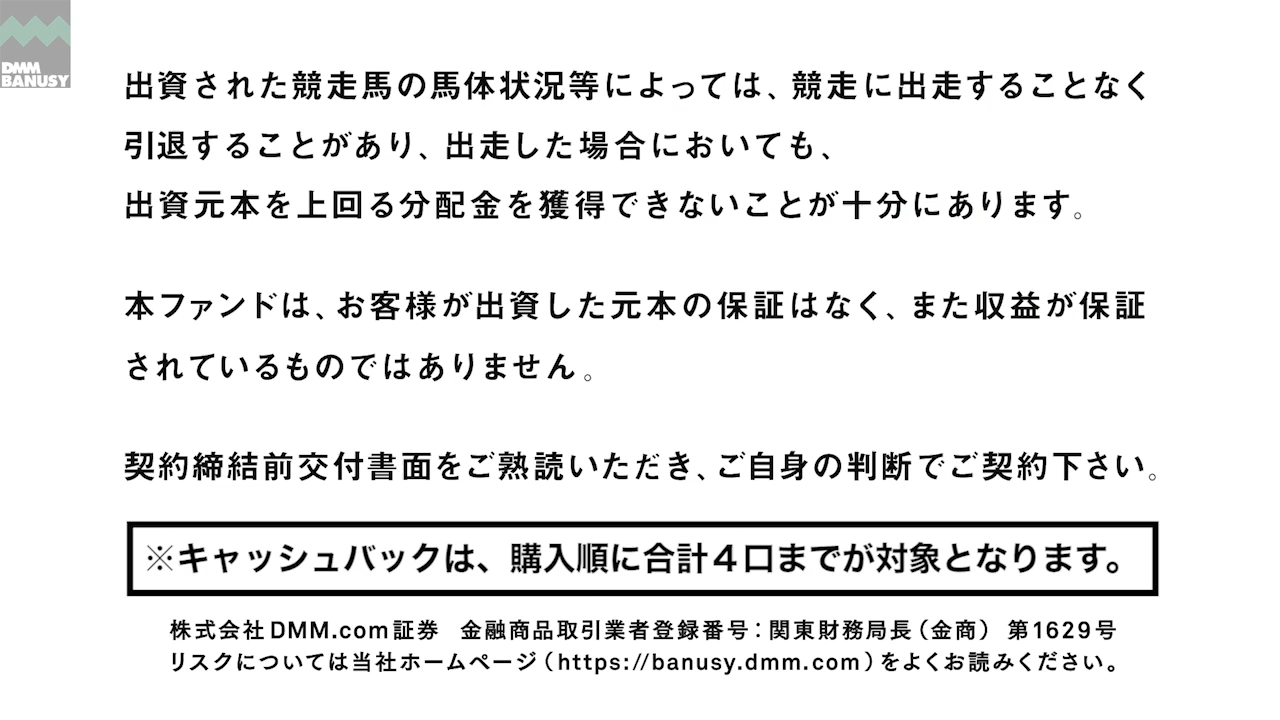 DMM
BANUSY
出資された競走馬の馬体状況等によっては、競走に出走することなく
引退することがあり、出走した場合においても、
出資元本を上回る分配金を獲得できないことが十分にあります。
本ファンドは、お客様が出資した元本の保証はなく、また収益が保証
されているものではありません。
契約締結前交付書面をご熟読いただき、ご自身の判断でご契約下さい。
※キャッシュバックは、購入順に合計4口までが対象となります。
株式会社DMM.com証券 金融商品取引業者登録番号：関東財務局長（金商） 第1629号
リスクについては当社ホームページ（https://banusy.dmm.com）をよくお読みください。